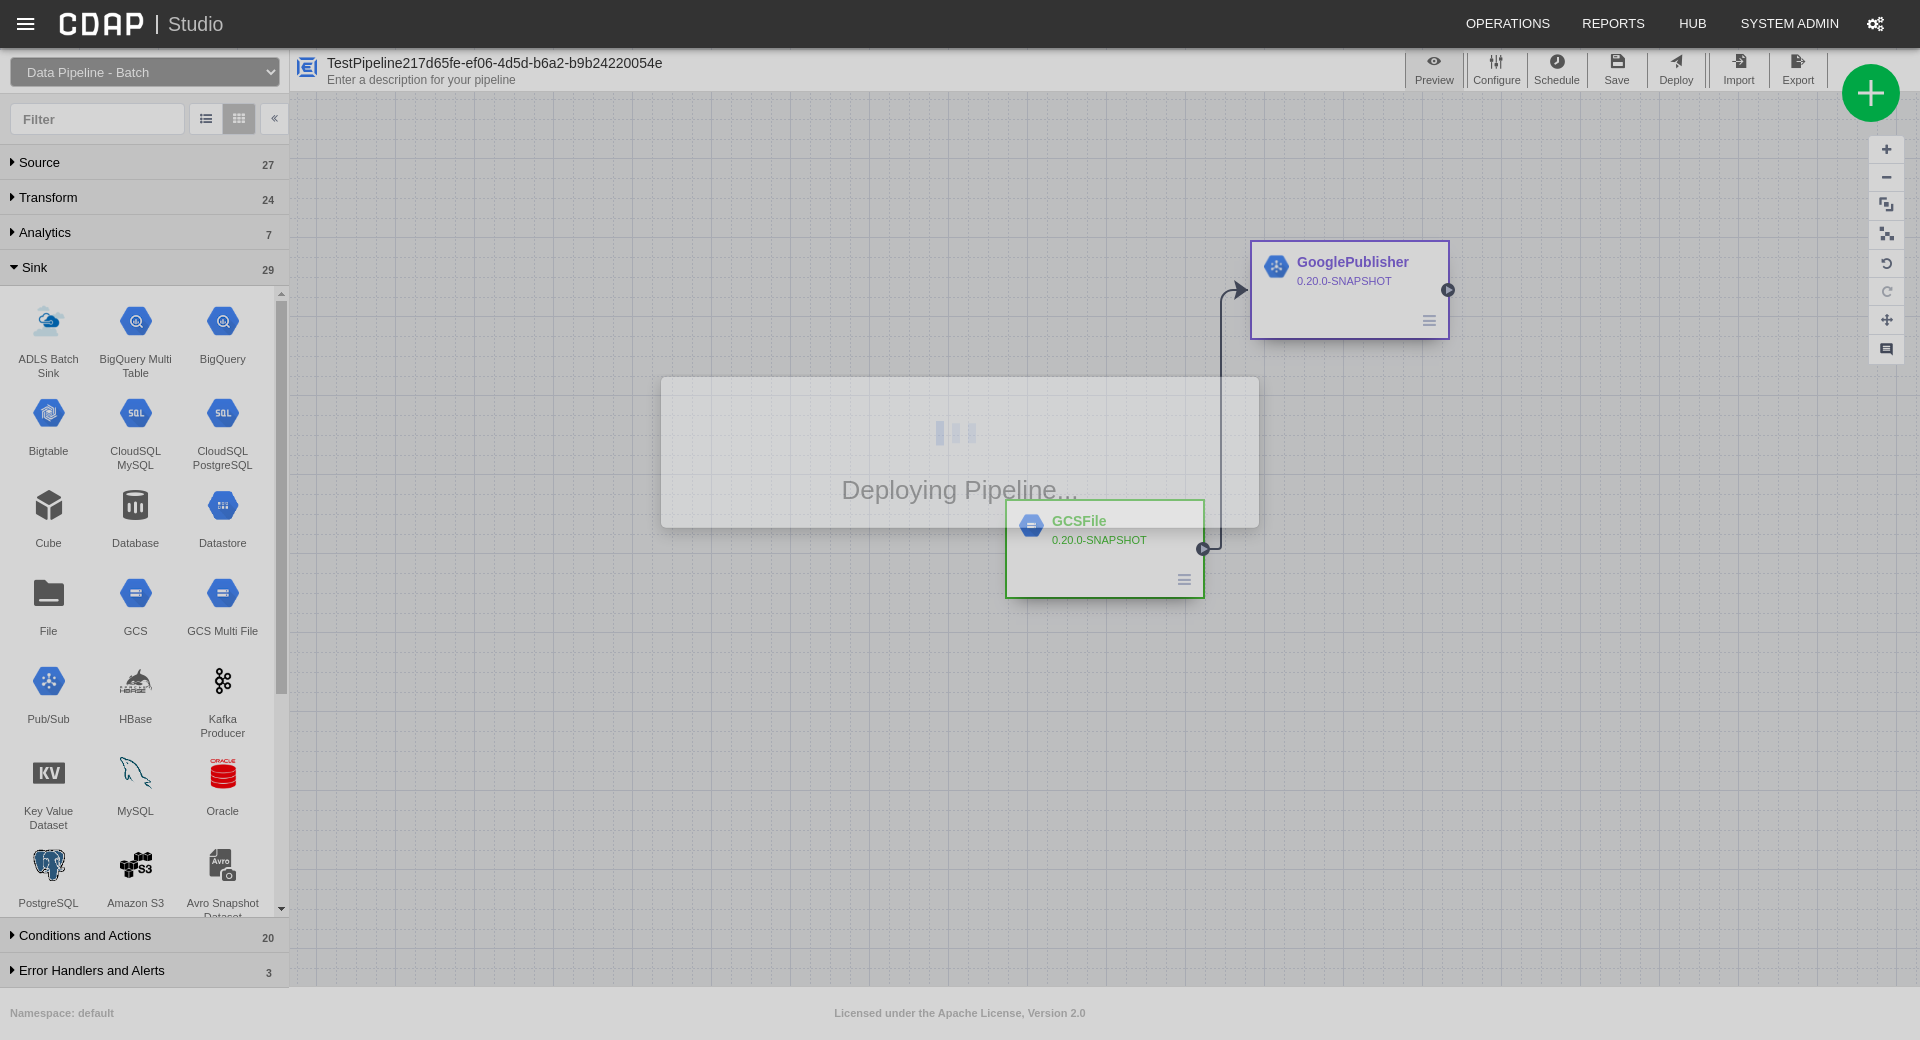 CDAP | Studio
OPERATIONS
REPORTS
HUB
SYSTEM ADMIN
Data Pipeline - Batch
TestPipeline217d65fe-ef06-4d5d-b6a2-b9b24220054e
Enter a description for your pipeline
Preview
Configure
Schedule
Save
Deploy
Import
Export
Filter
Source 27
Transform 24
Analytics 7
Sink 29
ADLS Batch
Sink
BigQuery Multi
Table
BigQuery
Bigtable
SQL
CloudSQL
MySQL
SQL
CloudSQL
PostgreSQL
Cube
Database
Datastore
File
GCS
GCS Multi File
Pub/Sub
HBASE
HBase
Kafka
Producer
KV
Key Value
Dataset
MySQL
ORACLE
Oracle
PostgreSQL
S3
Amazon S3
Avro
Avro Snapshot
Dataset
Conditions and Actions 20
Error Handlers and Alerts 3
GooglePublisher
0.20.0-SNAPSHOT
Deploying Pipeline...
GCSFile
0.20.0-SNAPSHOT
Namespace: default
Licensed under the Apache License, Version 2.0